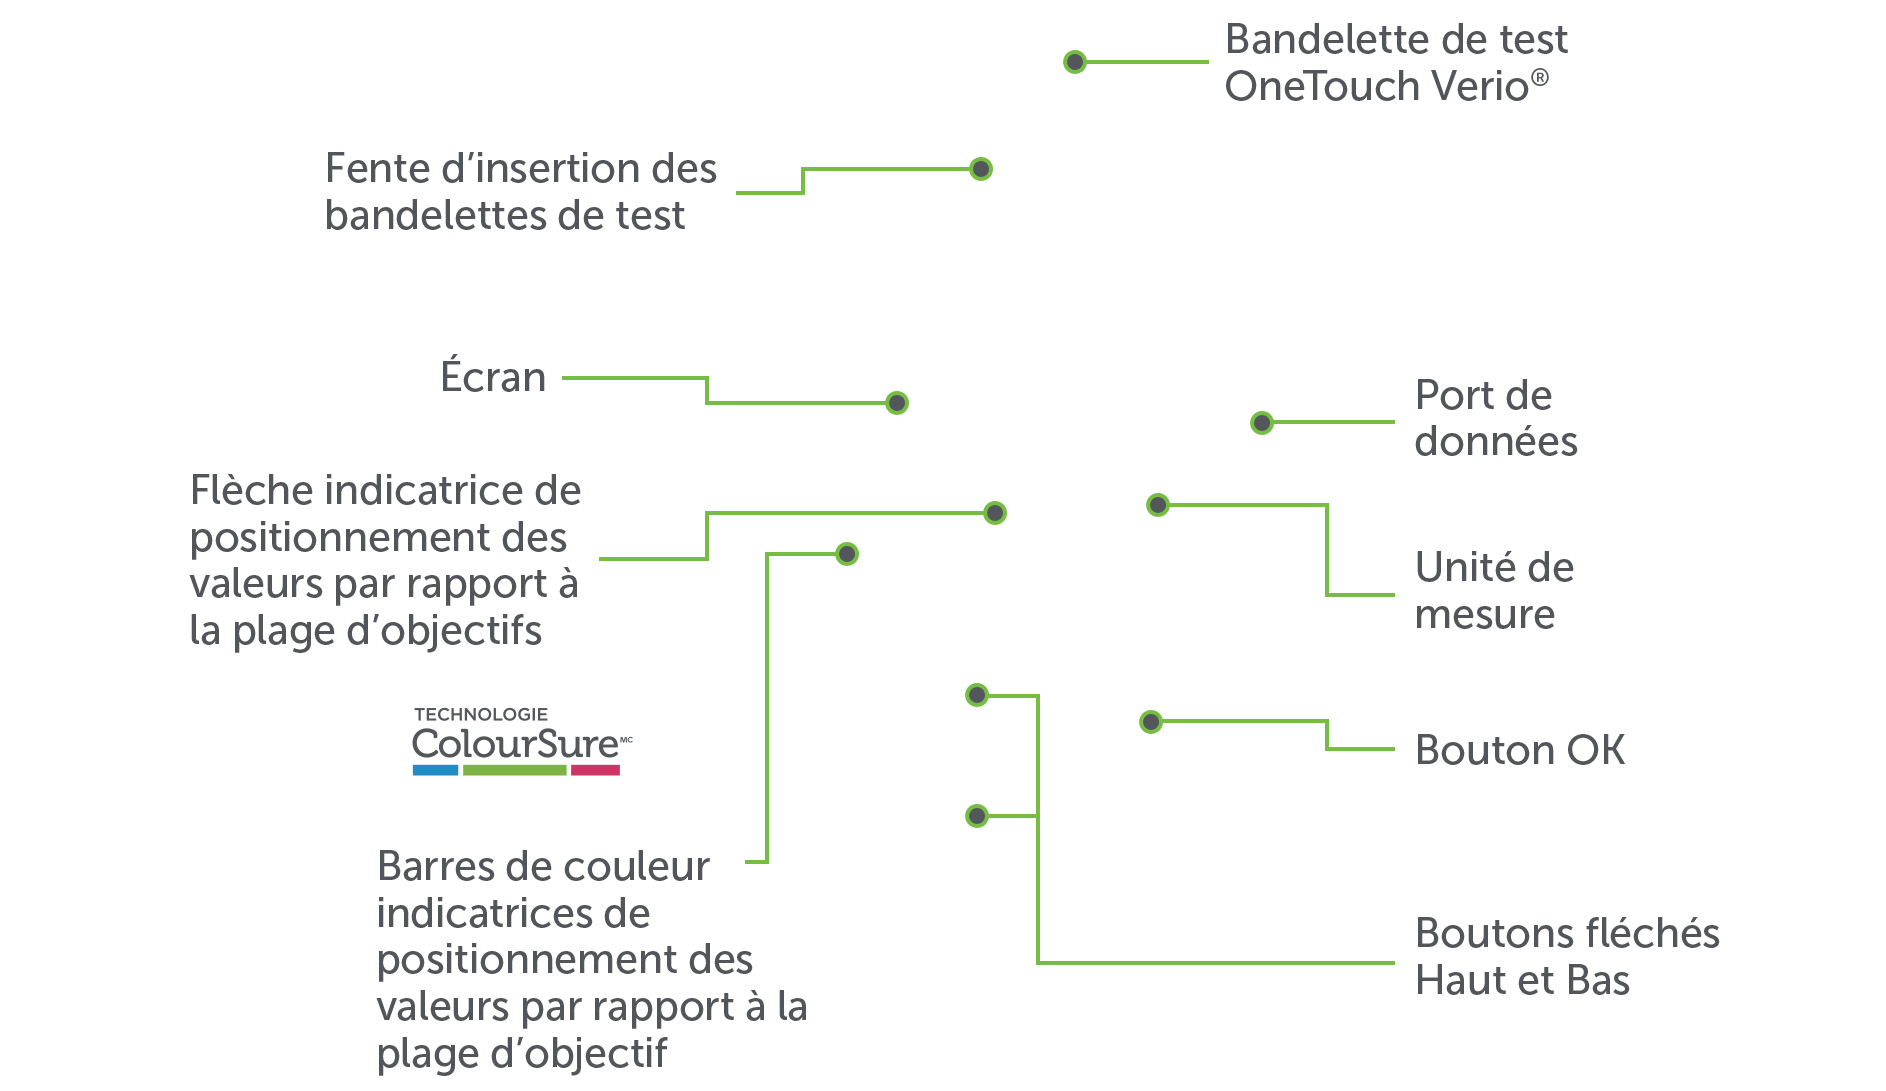 Bandelette de test
OneTouch Verio®
Fente d’insertion des
bandelettes de test
Écran
Port de
données
Flèche indicatrice de
positionnement des
valeurs par rapport à
la plage d’objectifs
Unité de
mesure
TECHNOLOGIE
ColourSure MC
Bouton OK
Barres de couleur
indicatrices de
positionnement des
valeurs par rapport à la
plage d’objectif
Boutons fléchés
Haut et Bas